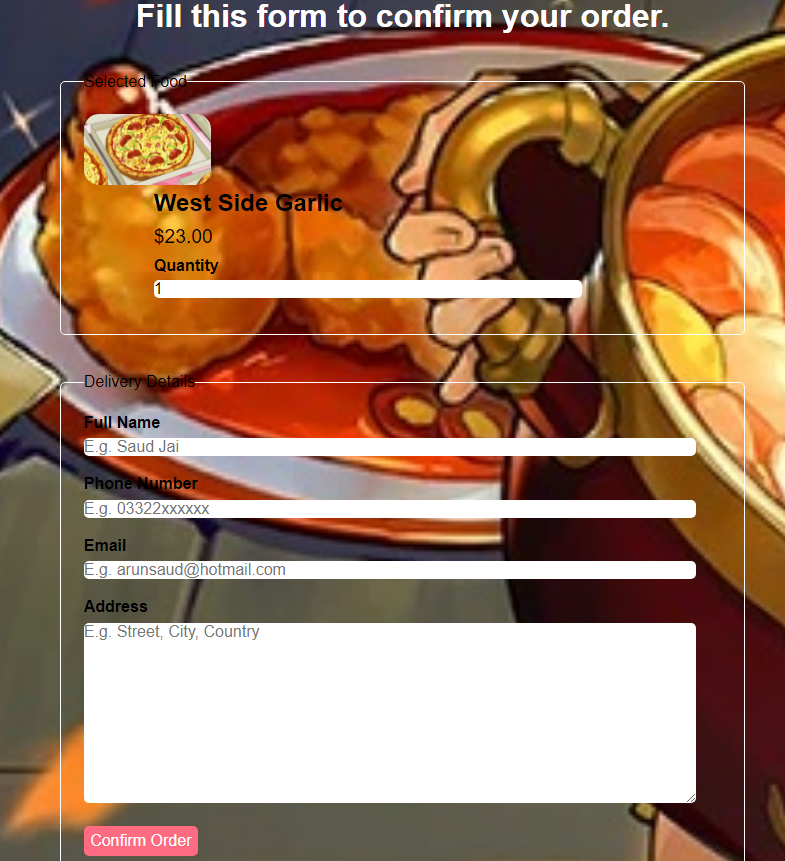 Fill this form to confirm your order.
Selected Food
West Side Garlic
$23.00
Quantity
1
Delivery Details
Full Name
E.g. Saud Jai
Phone Number
E.g. 03322xxxxxx
Email
E.g. arunsaud@hotmail.com
Address
E.g. Street, City, Country
Confirm Order